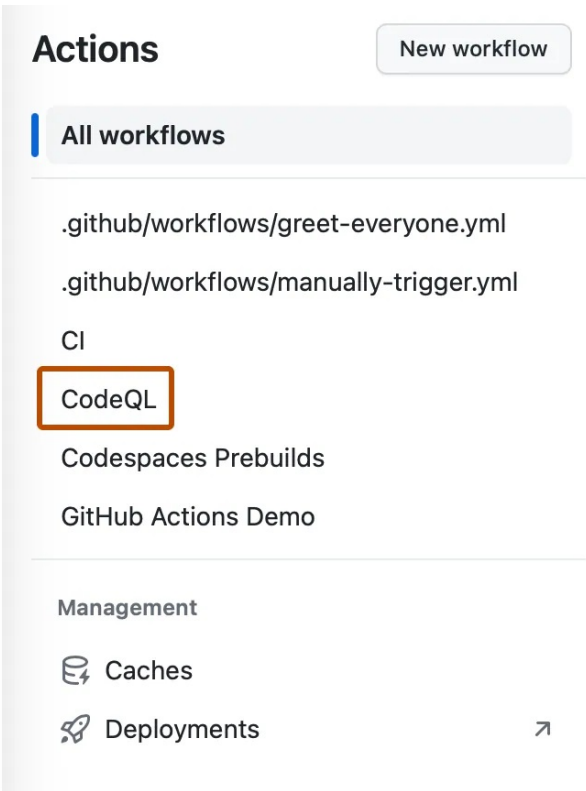 Actions
New workflow
All workflows
.github/workflows/greet-everyone.yml
.github/workflows/manually-trigger.yml
CI
CodeQL
Codespaces Prebuilds
GitHub Actions Demo
Management
Caches
Deployments